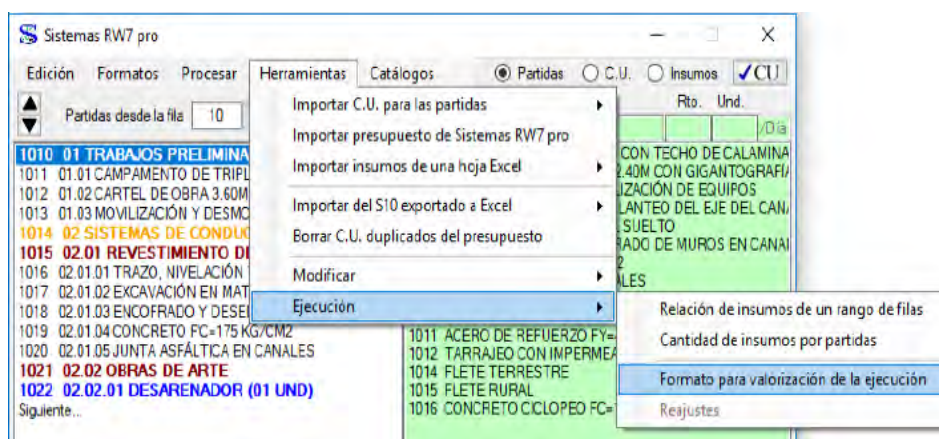 Sistemas RW7 pro
Edición Formatos Procesar Herramientas Catálogos Partidas C.U. Insumos ✓CU
Partidas desde la fila 10 Rto. Und.
/Día
Importar C.U. para las partidas
Importar presupuesto de Sistemas RW7 pro
Importar insumos de una hoja Excel
Importar del S10 exportado a Excel
Borrar C.U. duplicados del presupuesto
Modificar
Ejecución
Relación de insumos de un rango de filas
Cantidad de insumos por partidas
Formato para valorización de la ejecución
Reajustes
1010 01 TRABAJOS PRELIMINA
1011 01.01 CAMPAMENTO DE TRIPL
1012 01.02 CARTEL DE OBRA 3.60M
1013 01.03 MOVILIZACIÓN Y DESMO
1014 02 SISTEMAS DE CONDUC
1015 02.01 REVESTIMIENTO DE
1016 02.01.01 TRAZO, NIVELACIÓN
1017 02.01.02 EXCAVACIÓN EN MAT
1018 02.01.03 ENCOFRADO Y DESE
1019 02.01.04 CONCRETO FC=175 KG/CM2
1020 02.01.05 JUNTA ASFÁLTICA EN CANALES
1021 02.02 OBRAS DE ARTE
1022 02.02.01 DESARENADOR (01 UND)
Siguiente...
CON TECHO DE CALAMINA
2.40M CON GIGANTOGRAFÍA
LIZACIÓN DE EQUIPOS
LANTEO DEL EJE DEL CANA
SUELTO
RADO DE MUROS EN CANAL
2
ALES
1011 ACERO DE REFUERZO FY=
1012 TARRAJEO CON IMPERMEA
1014 FLETE TERRESTRE
1015 FLETE RURAL
1016 CONCRETO CICLOPEO FC=